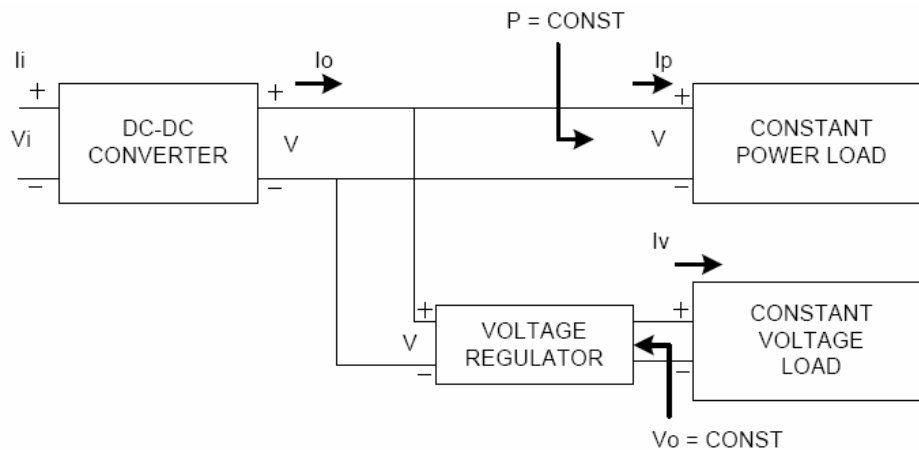 P = CONST
Ii
Io
Ip
+
+
+
Vi
DC-DC
CONVERTER
V
V
CONSTANT
POWER LOAD
−
−
−
Iv
+
VOLTAGE
REGULATOR
+
CONSTANT
VOLTAGE
LOAD
V
−
−
Vo = CONST